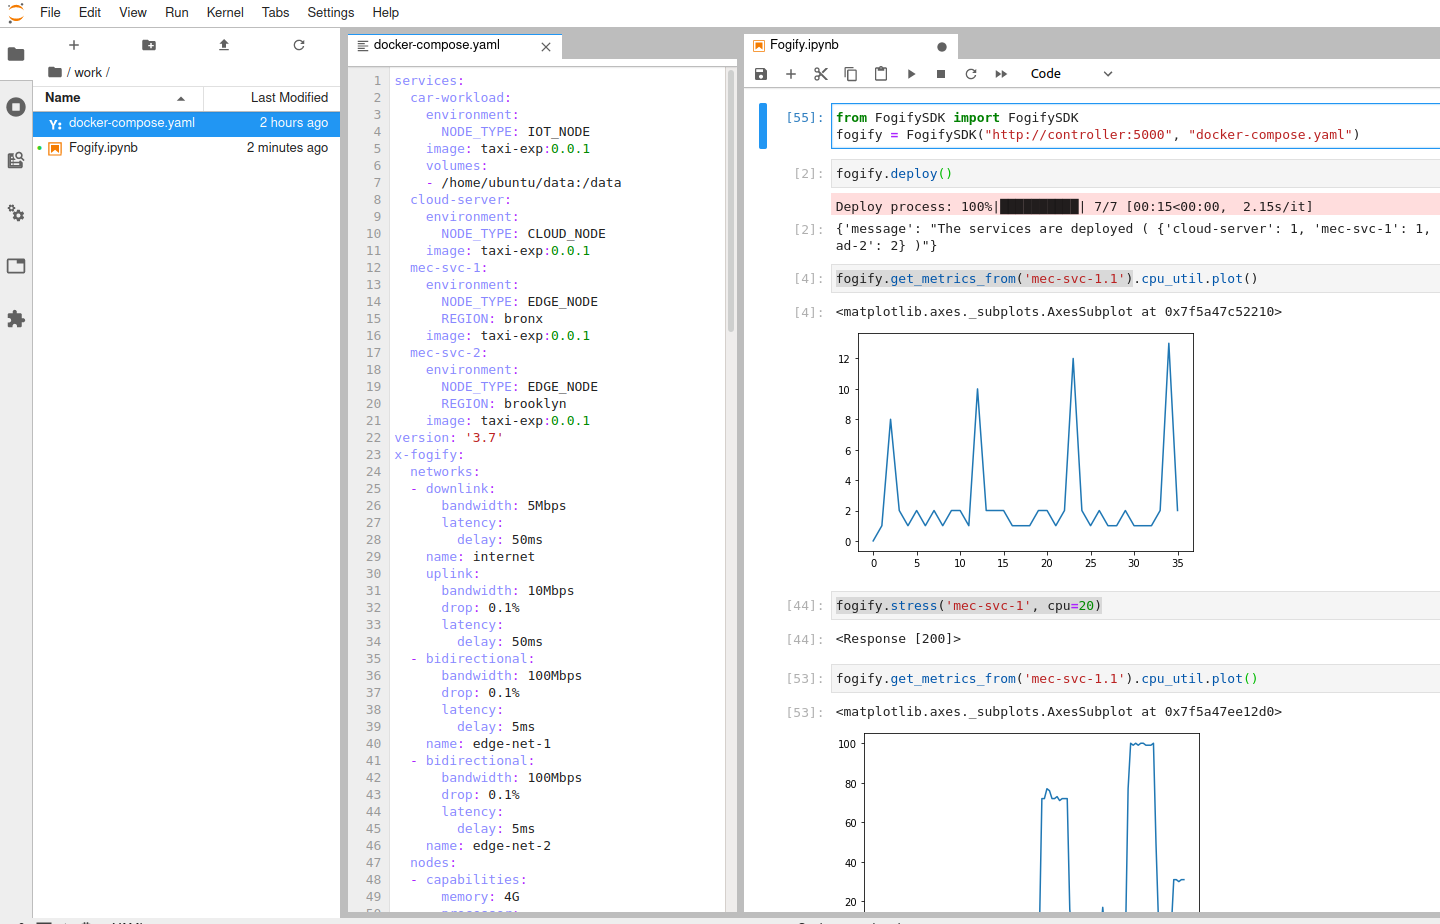 File Edit View Run Kernel Tabs Settings Help
/ work /
Name Last Modified
docker-compose.yaml 2 hours ago
Fogify.ipynb 2 minutes ago
docker-compose.yaml
1 services:
2 car-workload:
3 environment:
4 NODE_TYPE: IOT_NODE
5 image: taxi-exp:0.0.1
6 volumes:
7 - /home/ubuntu/data:/data
8 cloud-server:
9 environment:
10 NODE_TYPE: CLOUD_NODE
11 image: taxi-exp:0.0.1
12 mec-svc-1:
13 environment:
14 NODE_TYPE: EDGE_NODE
15 REGION: bronx
16 image: taxi-exp:0.0.1
17 mec-svc-2:
18 environment:
19 NODE_TYPE: EDGE_NODE
20 REGION: brooklyn
21 image: taxi-exp:0.0.1
22 version: '3.7'
23 x-fogify:
24 networks:
25 - downlink:
26 bandwidth: 5Mbps
27 latency:
28 delay: 50ms
29 name: internet
30 uplink:
31 bandwidth: 10Mbps
32 drop: 0.1%
33 latency:
34 delay: 50ms
35 - bidirectional:
36 bandwidth: 100Mbps
37 drop: 0.1%
38 latency:
39 delay: 5ms
40 name: edge-net-1
41 - bidirectional:
42 bandwidth: 100Mbps
43 drop: 0.1%
44 latency:
45 delay: 5ms
46 name: edge-net-2
47 nodes:
48 - capabilities:
49 memory: 4G
Fogify.ipynb
Code
[55]: from FogifySDK import FogifySDK
fogify = FogifySDK("http://controller:5000", "docker-compose.yaml")
[2]: fogify.deploy()
Deploy process: 100%|██████████| 7/7 [00:15<00:00, 2.15s/it]
[2]: {'message': "The services are deployed ( {'cloud-server': 1, 'mec-svc-1': 1,
ad-2': 2} )"}
[4]: fogify.get_metrics_from('mec-svc-1.1').cpu_util.plot()
[4]: <matplotlib.axes._subplots.AxesSubplot at 0x7f5a47c52210>
12
10
8
6
4
2
0
0 5 10 15 20 25 30 35
[44]: fogify.stress('mec-svc-1', cpu=20)
[44]: <Response [200]>
[53]: fogify.get_metrics_from('mec-svc-1.1').cpu_util.plot()
[53]: <matplotlib.axes._subplots.AxesSubplot at 0x7f5a47ee12d0>
100
80
60
40
20